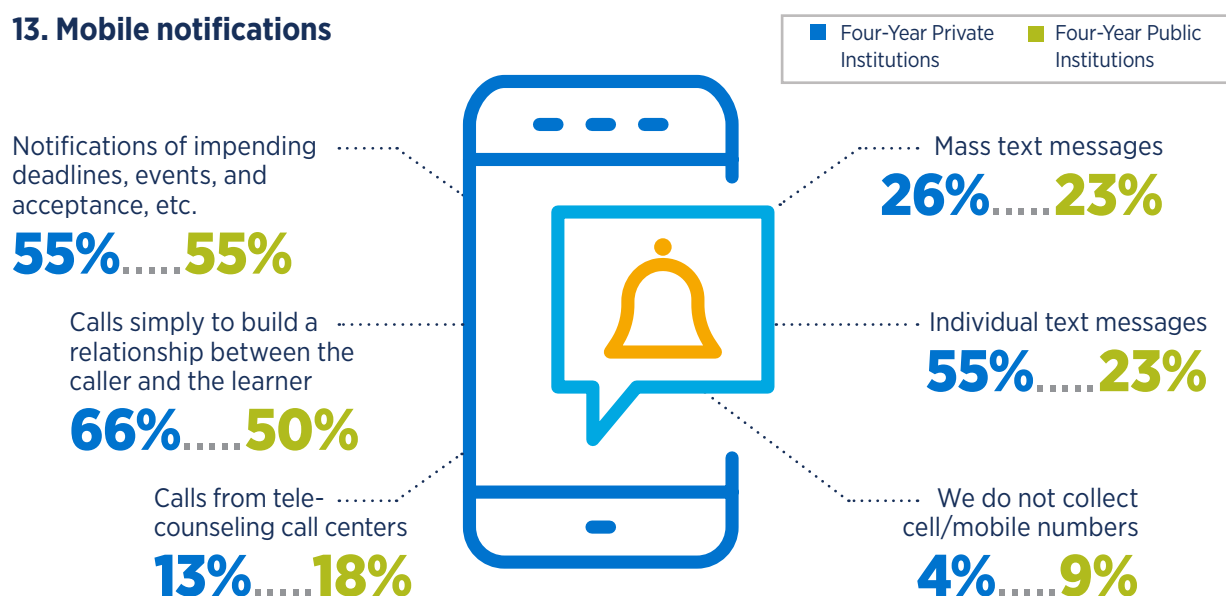 13. Mobile notifications
Four-Year Private
Institutions
Four-Year Public
Institutions
Notifications of impending
deadlines, events, and
acceptance, etc.
55%.....55%
Calls simply to build a
relationship between the
caller and the learner
66%.....50%
Calls from tele-
counseling call centers
13%.....18%
Mass text messages
26%.....23%
Individual text messages
55%.....23%
We do not collect
cell/mobile numbers
4%.....9%